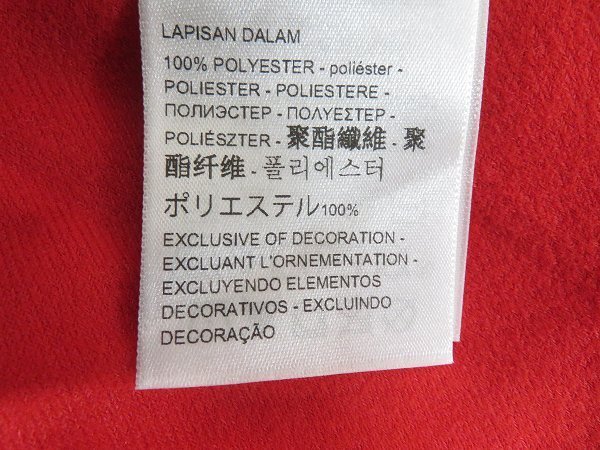 LAPISAN DALAM
100% POLYESTER - poliéster -
POLIESTER - POLIESTERE -
ПОЛИЭСТЕР - ΠΟΛΥΕΣΤΕΡ -
POLIÉSZTER - 聚酯纖維 - 聚
酯纤维 - 폴리에스터
ポリエステル100%
EXCLUSIVE OF DECORATION -
EXCLUANT L'ORNEMENTATION -
EXCLUYENDO ELEMENTOS
DECORATIVOS - EXCLUINDO
DECORAÇÃO